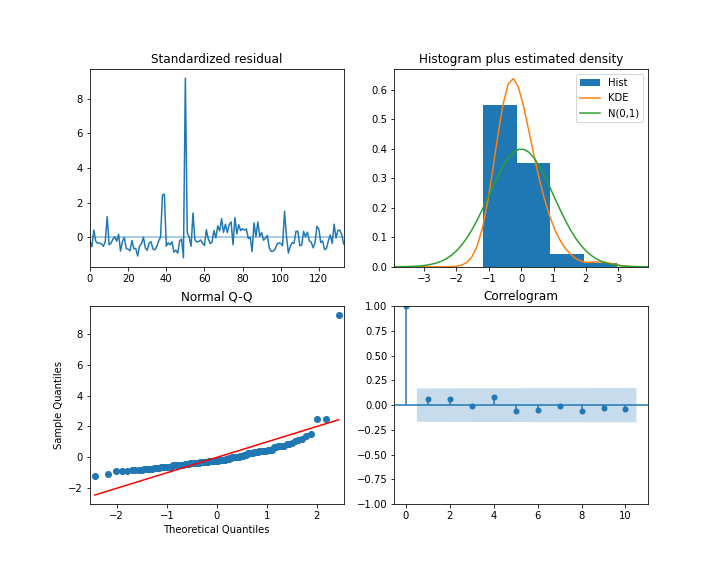 Standardized residual
8
6
4
2
0
0 20 40 60 80 100 120
Histogram plus estimated density
Hist
KDE
N(0,1)
0.6
0.5
0.4
0.3
0.2
0.1
0.0
−3 −2 −1 0 1 2 3
Normal Q-Q
Sample Quantiles
8
6
4
2
0
−2
−2 −1 0 1 2
Theoretical Quantiles
Correlogram
1.00
0.75
0.50
0.25
0.00
−0.25
−0.50
−0.75
−1.00
0 2 4 6 8 10